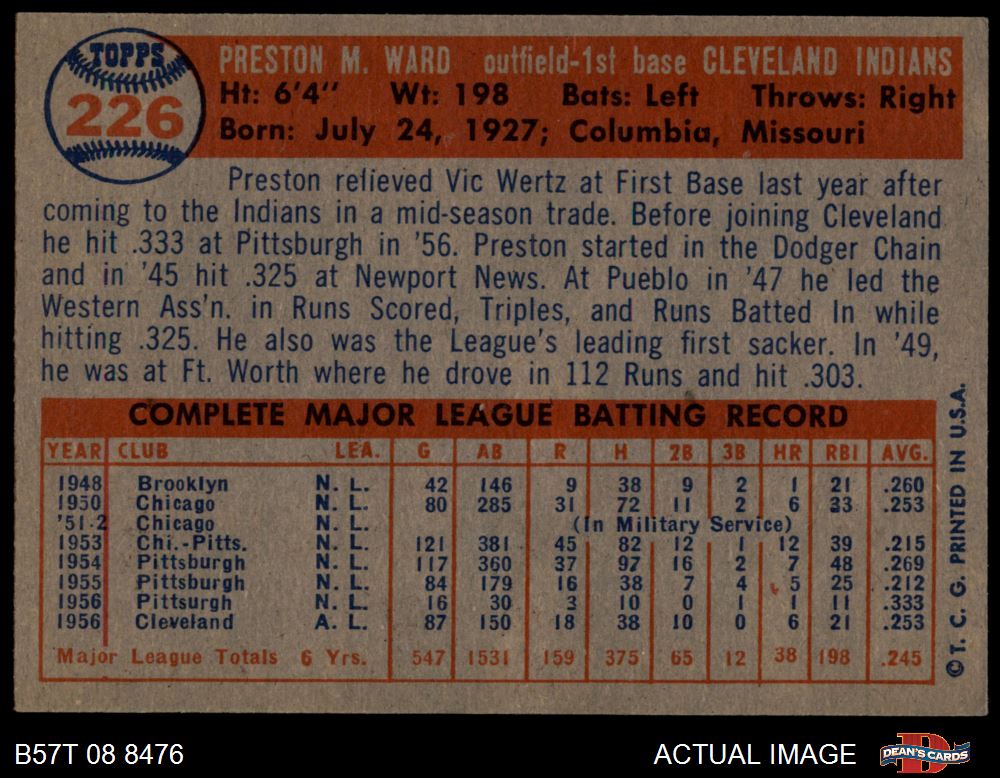 TOPPS
226
PRESTON M. WARD outfield-1st base CLEVELAND INDIANS
Ht: 6'4" Wt: 198 Bats: Left Throws: Right
Born: July 24, 1927; Columbia, Missouri
Preston relieved Vic Wertz at First Base last year after
coming to the Indians in a mid-season trade. Before joining Cleveland
he hit .333 at Pittsburgh in '56. Preston started in the Dodger Chain
and in '45 hit .325 at Newport News. At Pueblo in '47 he led the
Western Ass'n. in Runs Scored, Triples, and Runs Batted In while
hitting .325. He also was the League's leading first sacker. In '49,
he was at Ft. Worth where he drove in 112 Runs and hit .303.
COMPLETE MAJOR LEAGUE BATTING RECORD
YEAR CLUB LEA. G AB R H 2B 3B HR RBI AVG.
1948 Brooklyn N. L. 42 146 9 38 9 2 1 21 .260
1950 Chicago N. L. 80 285 31 72 11 2 6 33 .253
'51-2 Chicago N. L. (In Military Service)
1953 Chi.-Pitts. N. L. 121 381 45 82 12 1 12 39 .215
1954 Pittsburgh N. L. 117 360 37 97 16 2 7 48 .269
1955 Pittsburgh N. L. 84 179 16 38 7 4 5 25 .212
1956 Pittsurgh N. L. 16 30 3 10 0 1 1 11 .333
1956 Cleveland A. L. 87 150 18 38 10 0 6 21 .253
Major League Totals 6 Yrs. 547 1531 159 375 65 12 38 198 .245
© T. C. G. PRINTED IN U.S.A.
B57T 08 8476 ACTUAL IMAGE
DEAN'S CARDS